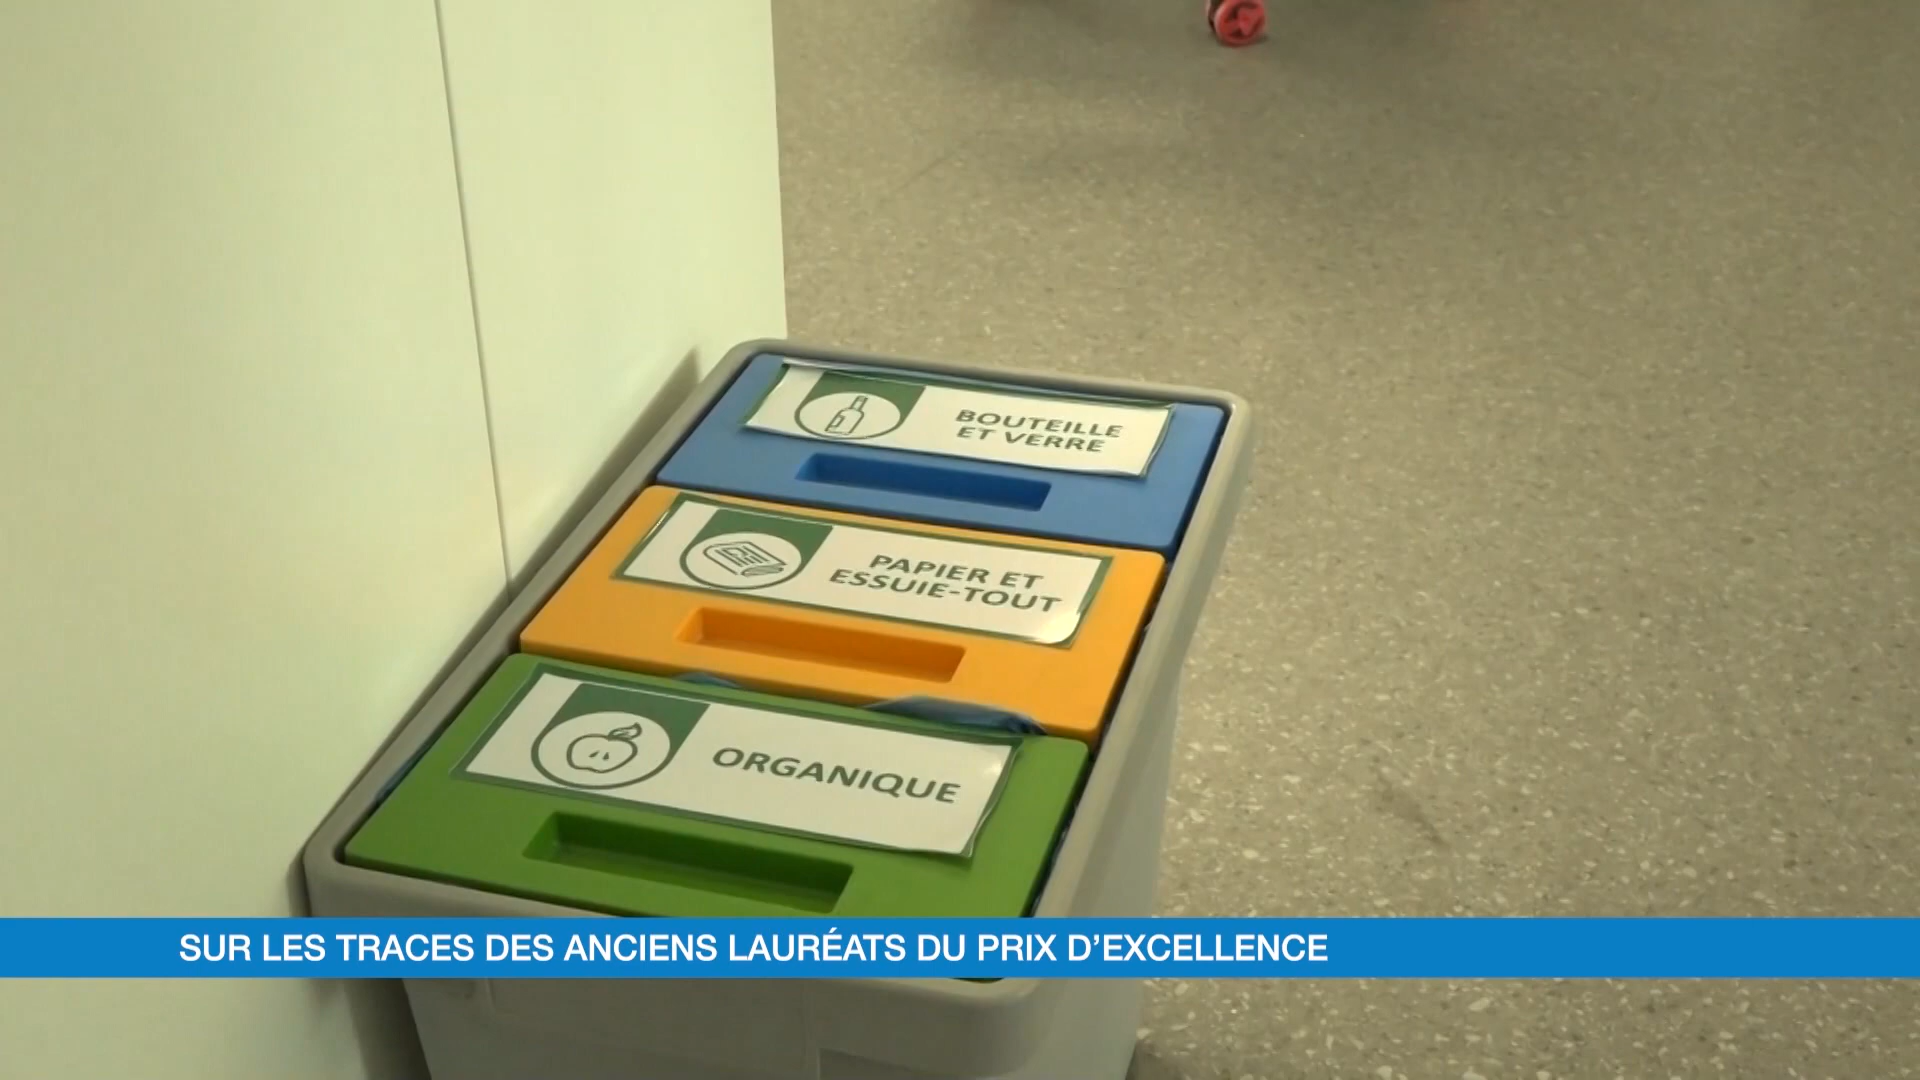 BOUTEILLE
ET VERRE
PAPIER ET
ESSUIE-TOUT
ORGANIQUE
SUR LES TRACES DES ANCIENS LAURÉATS DU PRIX D’EXCELLENCE